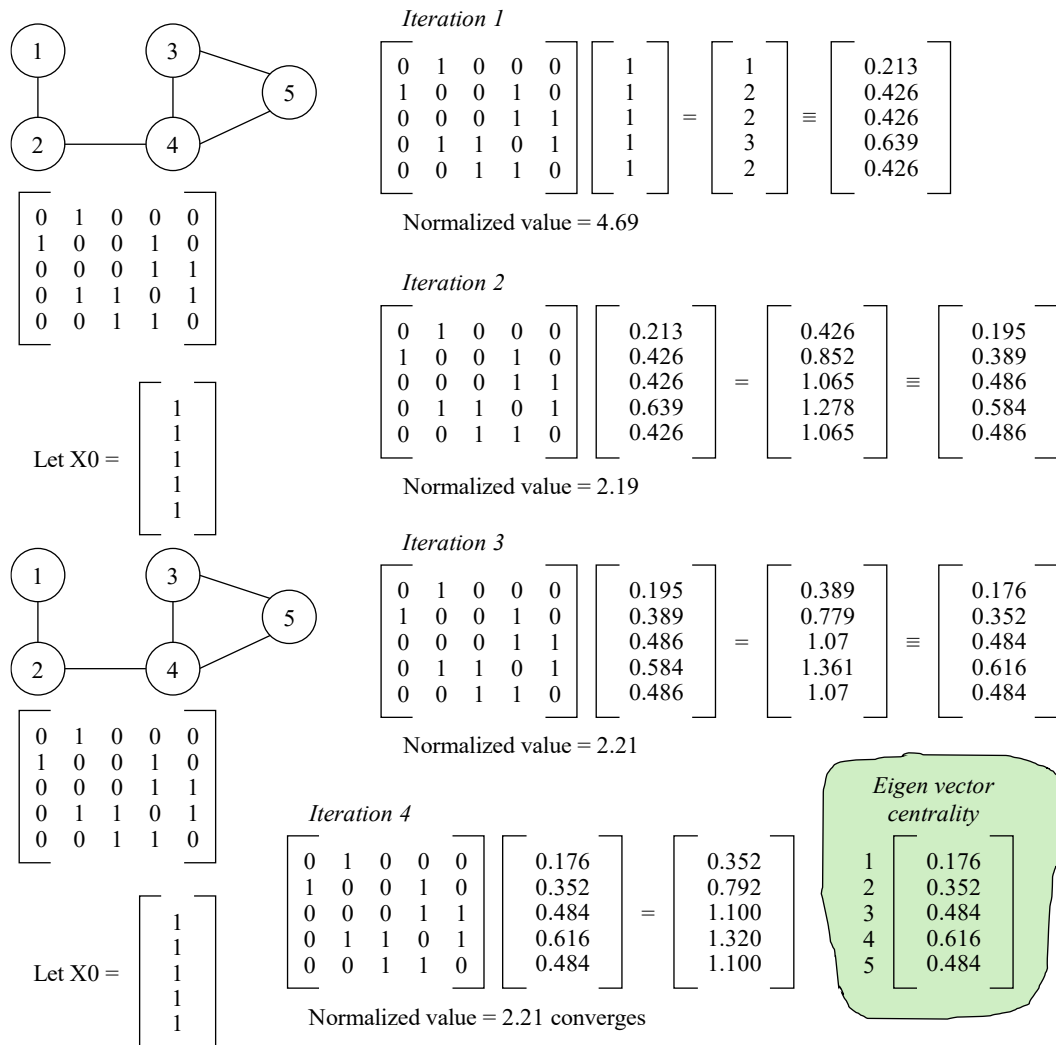 1 3
5
2 4
0 1 0 0 0
1 0 0 1 0
0 0 0 1 1
0 1 1 0 1
0 0 1 1 0
Let X0 =
1
1
1
1
1
1 3
5
2 4
0 1 0 0 0
1 0 0 1 0
0 0 0 1 1
0 1 1 0 1
0 0 1 1 0
Let X0 =
1
1
1
1
1
Iteration 1
0 1 0 0 0 1 1 0.213
1 0 0 1 0 1 2 0.426
0 0 0 1 1 1 = 2 ≡ 0.426
0 1 1 0 1 1 3 0.639
0 0 1 1 0 1 2 0.426
Normalized value = 4.69
Iteration 2
0 1 0 0 0 0.213 0.426 0.195
1 0 0 1 0 0.426 0.852 0.389
0 0 0 1 1 0.426 = 1.065 ≡ 0.486
0 1 1 0 1 0.639 1.278 0.584
0 0 1 1 0 0.426 1.065 0.486
Normalized value = 2.19
Iteration 3
0 1 0 0 0 0.195 0.389 0.176
1 0 0 1 0 0.389 0.779 0.352
0 0 0 1 1 0.486 = 1.07 ≡ 0.484
0 1 1 0 1 0.584 1.361 0.616
0 0 1 1 0 0.486 1.07 0.484
Normalized value = 2.21
Iteration 4
0 1 0 0 0 0.176 0.352
1 0 0 1 0 0.352 0.792
0 0 0 1 1 0.484 = 1.100
0 1 1 0 1 0.616 1.320
0 0 1 1 0 0.484 1.100
Normalized value = 2.21 converges
Eigen vector
centrality
1 0.176
2 0.352
3 0.484
4 0.616
5 0.484